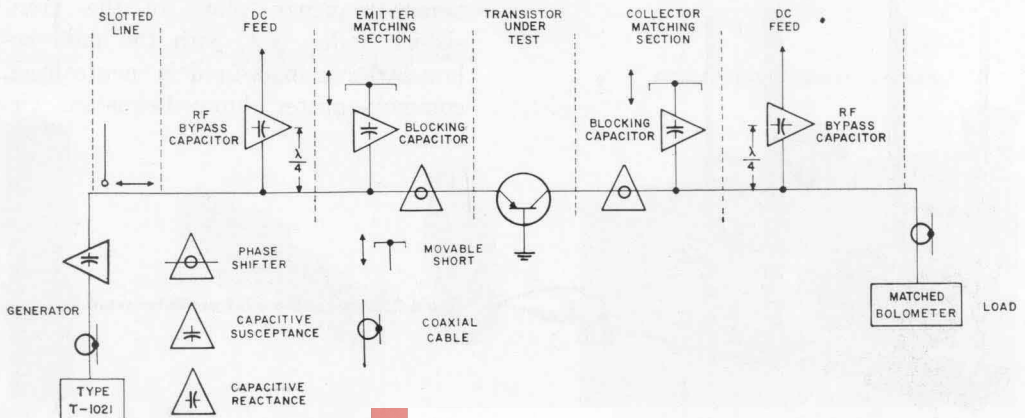 SLOTTED
LINE
DC
FEED
EMITTER
MATCHING
SECTION
TRANSISTOR
UNDER
TEST
COLLECTOR
MATCHING
SECTION
DC
FEED
RF
BYPASS
CAPACITOR
λ
4
BLOCKING
CAPACITOR
BLOCKING
CAPACITOR
λ
4
RF
BYPASS
CAPACITOR
PHASE
SHIFTER
MOVABLE
SHORT
GENERATOR
CAPACITIVE
SUSCEPTANCE
COAXIAL
CABLE
MATCHED
BOLOMETER
LOAD
TYPE
T-1021
CAPACITIVE
REACTANCE